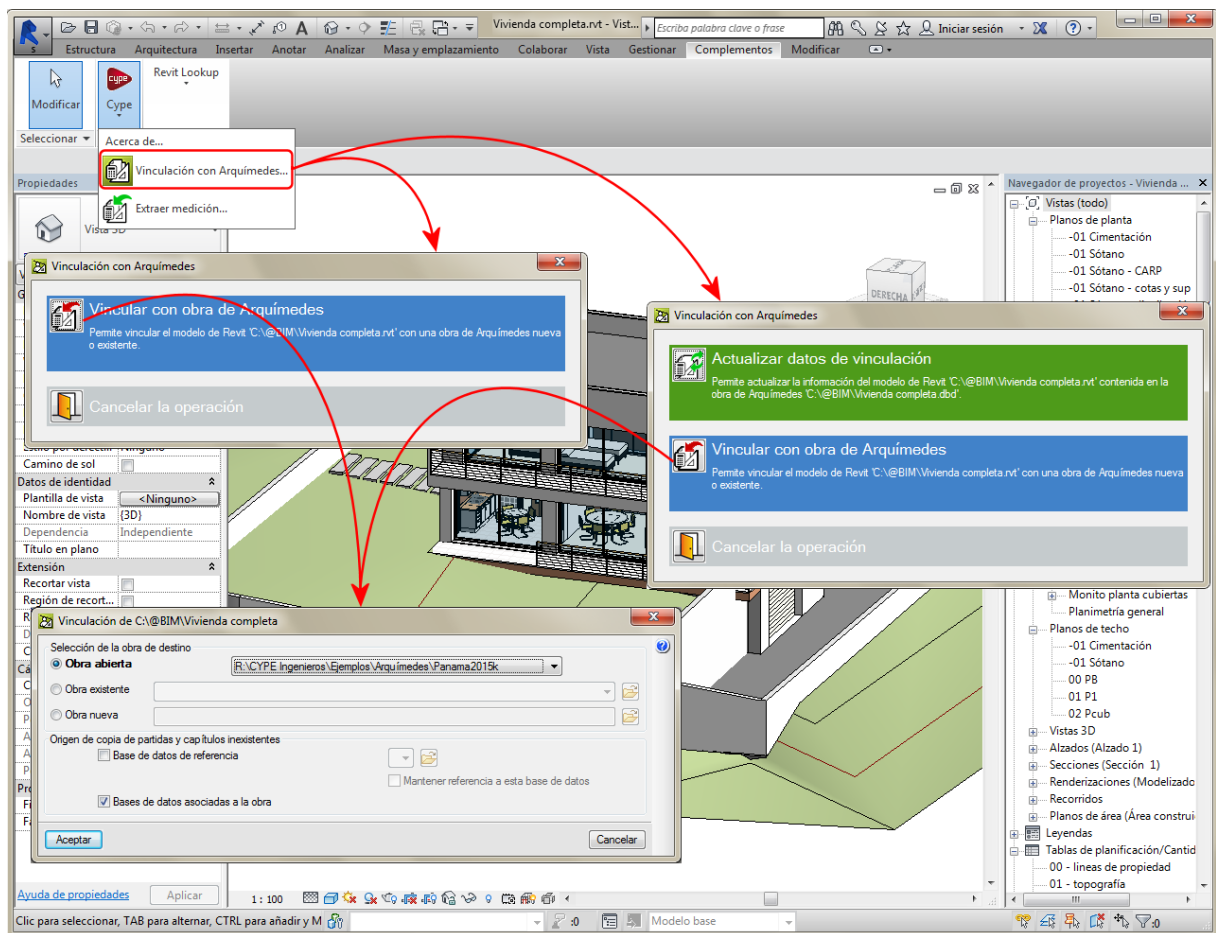 Vivienda completa.rvt - Vist...
Escriba palabra clave o frase
Iniciar sesión
S
Estructura Arquitectura Insertar Anotar Analizar Masa y emplazamiento Colaborar Vista Gestionar Complementos Modificar
Modificar
Cype
Revit Lookup
Seleccionar
Acerca de...
Vinculación con Arquímedes...
Extraer medición...
Propiedades
Vista 3D
Vinculación con Arquímedes
Vincular con obra de Arquímedes
Permite vincular el modelo de Revit 'C:\@BIM\Vivienda completa.rvt' con una obra de Arquímedes nueva
o existente.
Cancelar la operación
DERECHA
Vinculación con Arquímedes
Actualizar datos de vinculación
Permite actualizar la información del modelo de Revit 'C:\@BIM\Vivienda completa.rvt' contenida en la
obra de Arquímedes 'C:\@BIM\Vivienda completa.dbd'.
Vincular con obra de Arquímedes
Permite vincular el modelo de Revit 'C:\@BIM\Vivienda completa.rvt' con una obra de Arquímedes nueva
o existente.
Cancelar la operación
Camino de sol
Datos de identidad
Plantilla de vista <Ninguno>
Nombre de vista {3D}
Dependencia Independiente
Título en plano
Extensión
Recortar vista
Región de recort...
Vinculación de C:\@BIM\Vivienda completa
Selección de la obra de destino
Obra abierta R:\CYPE Ingenieros\Ejemplos\Arquímedes\Panama2015k
Obra existente
Obra nueva
Origen de copia de partidas y capítulos inexistentes
Base de datos de referencia
Mantener referencia a esta base de datos
Bases de datos asociadas a la obra
Aceptar Cancelar
Navegador de proyectos - Vivienda ...
Vistas (todo)
Planos de planta
-01 Cimentación
-01 Sótano
-01 Sótano - CARP
-01 Sótano - cotas y sup
Monito planta cubiertas
Planimetría general
Planos de techo
-01 Cimentación
-01 Sótano
00 PB
01 P1
02 Pcub
Vistas 3D
Alzados (Alzado 1)
Secciones (Sección 1)
Renderizaciones (Modelizado
Recorridos
Planos de área (Área construi
Leyendas
Tablas de planificación/Cantid
00 - lineas de propiedad
01 - topografía
Ayuda de propiedades Aplicar
1 : 100
Clic para seleccionar, TAB para alternar, CTRL para añadir y M
:0
Modelo base
:0